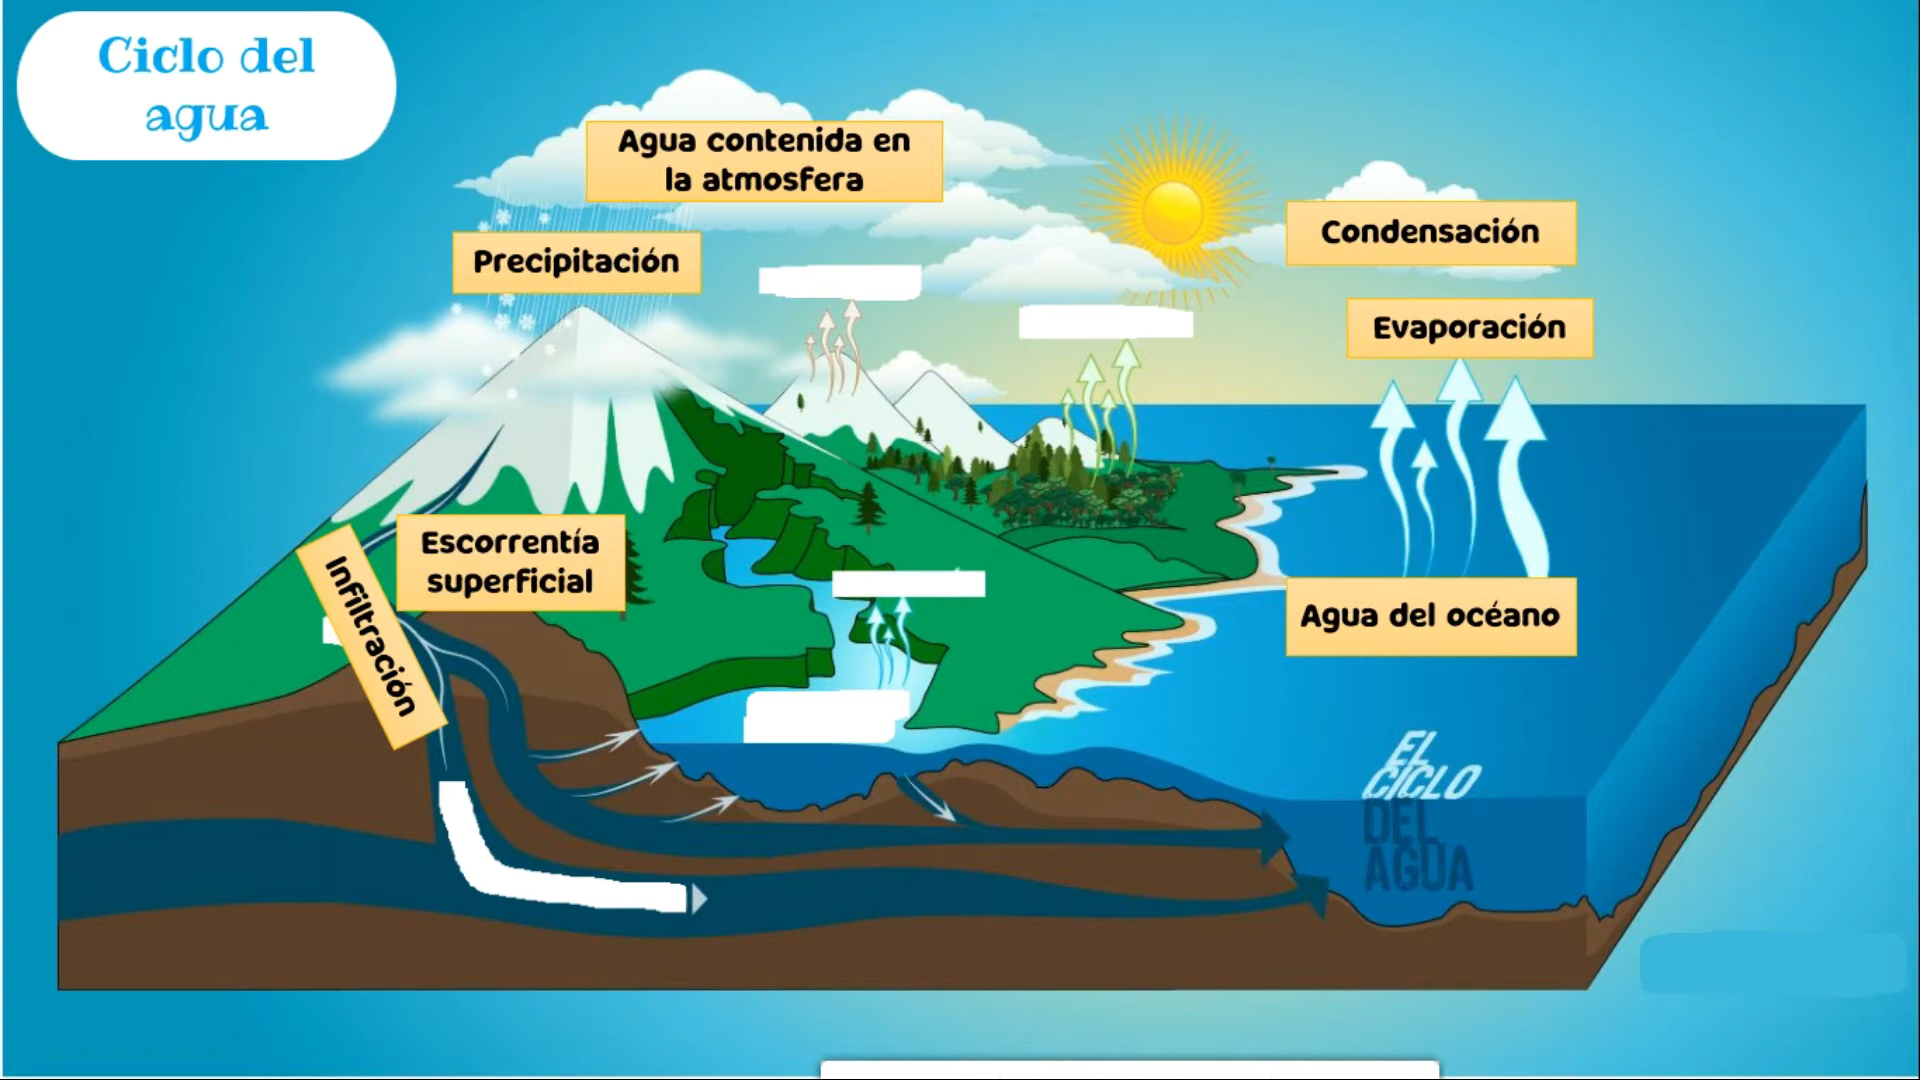 Ciclo del
agua
Agua contenida en
la atmosfera
Condensación
Precipitación
Evaporación
Escorrentía
superficial
Infiltración
Agua del océano
EL
CICLO
DEL
AGUA